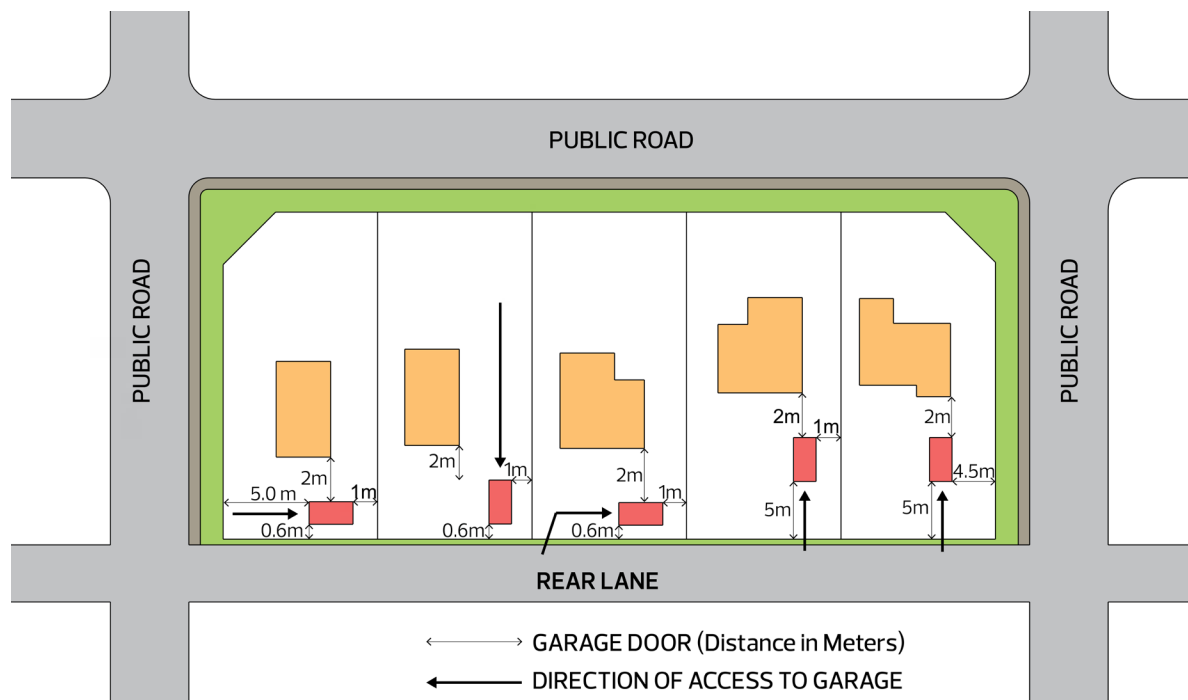 PUBLIC ROAD
PUBLIC ROAD
PUBLIC ROAD
2m
5.0 m
1m
0.6m
2m
1m
0.6m
2m
1m
0.6m
2m
1m
5m
2m
4.5m
5m
REAR LANE
GARAGE DOOR (Distance in Meters)
DIRECTION OF ACCESS TO GARAGE